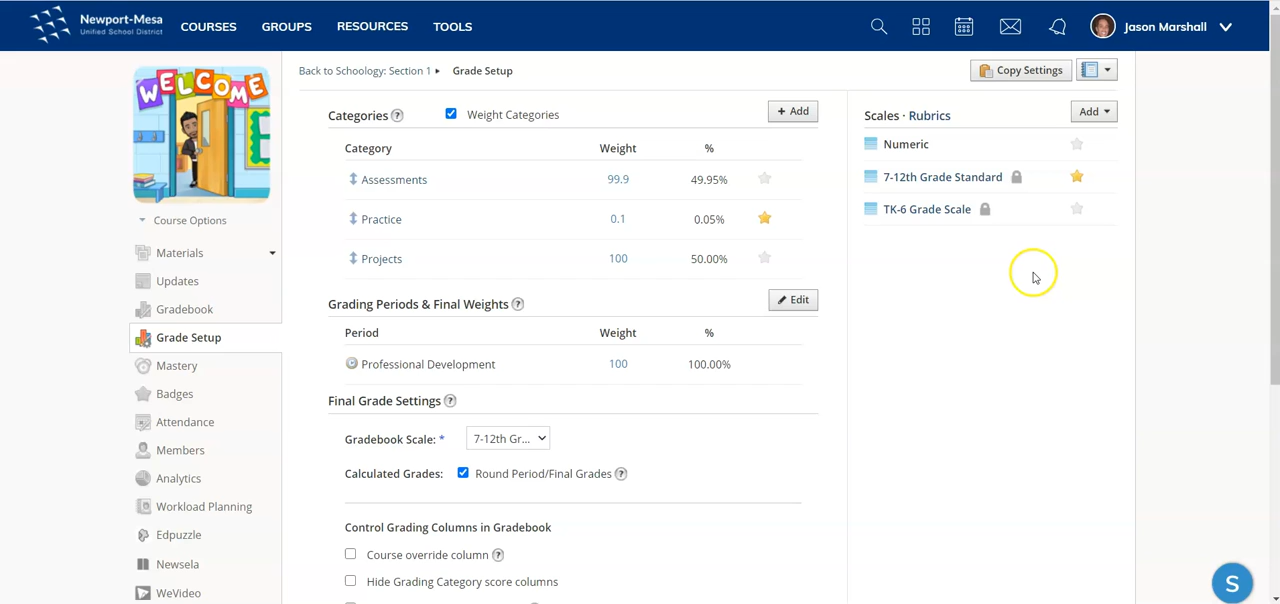 Newport-Mesa
Unified School District
COURSES GROUPS RESOURCES TOOLS
Jason Marshall
WELCOME
Course Options
Materials
Updates
Gradebook
Grade Setup
Mastery
Badges
Attendance
Members
Analytics
Workload Planning
Edpuzzle
Newsela
WeVideo
Back to Schoology: Section 1 ▸ Grade Setup
Copy Settings
Categories ? Weight Categories + Add
Category Weight %
Assessments 99.9 49.95%
Practice 0.1 0.05%
Projects 100 50.00%
Grading Periods & Final Weights ? Edit
Period Weight %
Professional Development 100 100.00%
Final Grade Settings ?
Gradebook Scale: * 7-12th Gr...
Calculated Grades: Round Period/Final Grades ?
Control Grading Columns in Gradebook
Course override column ?
Hide Grading Category score columns
Scales · Rubrics Add
Numeric
7-12th Grade Standard
TK-6 Grade Scale
S